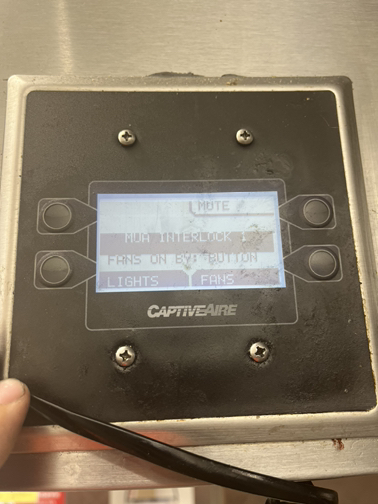 MUTE
MUA INTERLOCK 1
FANS ON BY: BUTTON
LIGHTS FANS
CAPTIVEAIRE